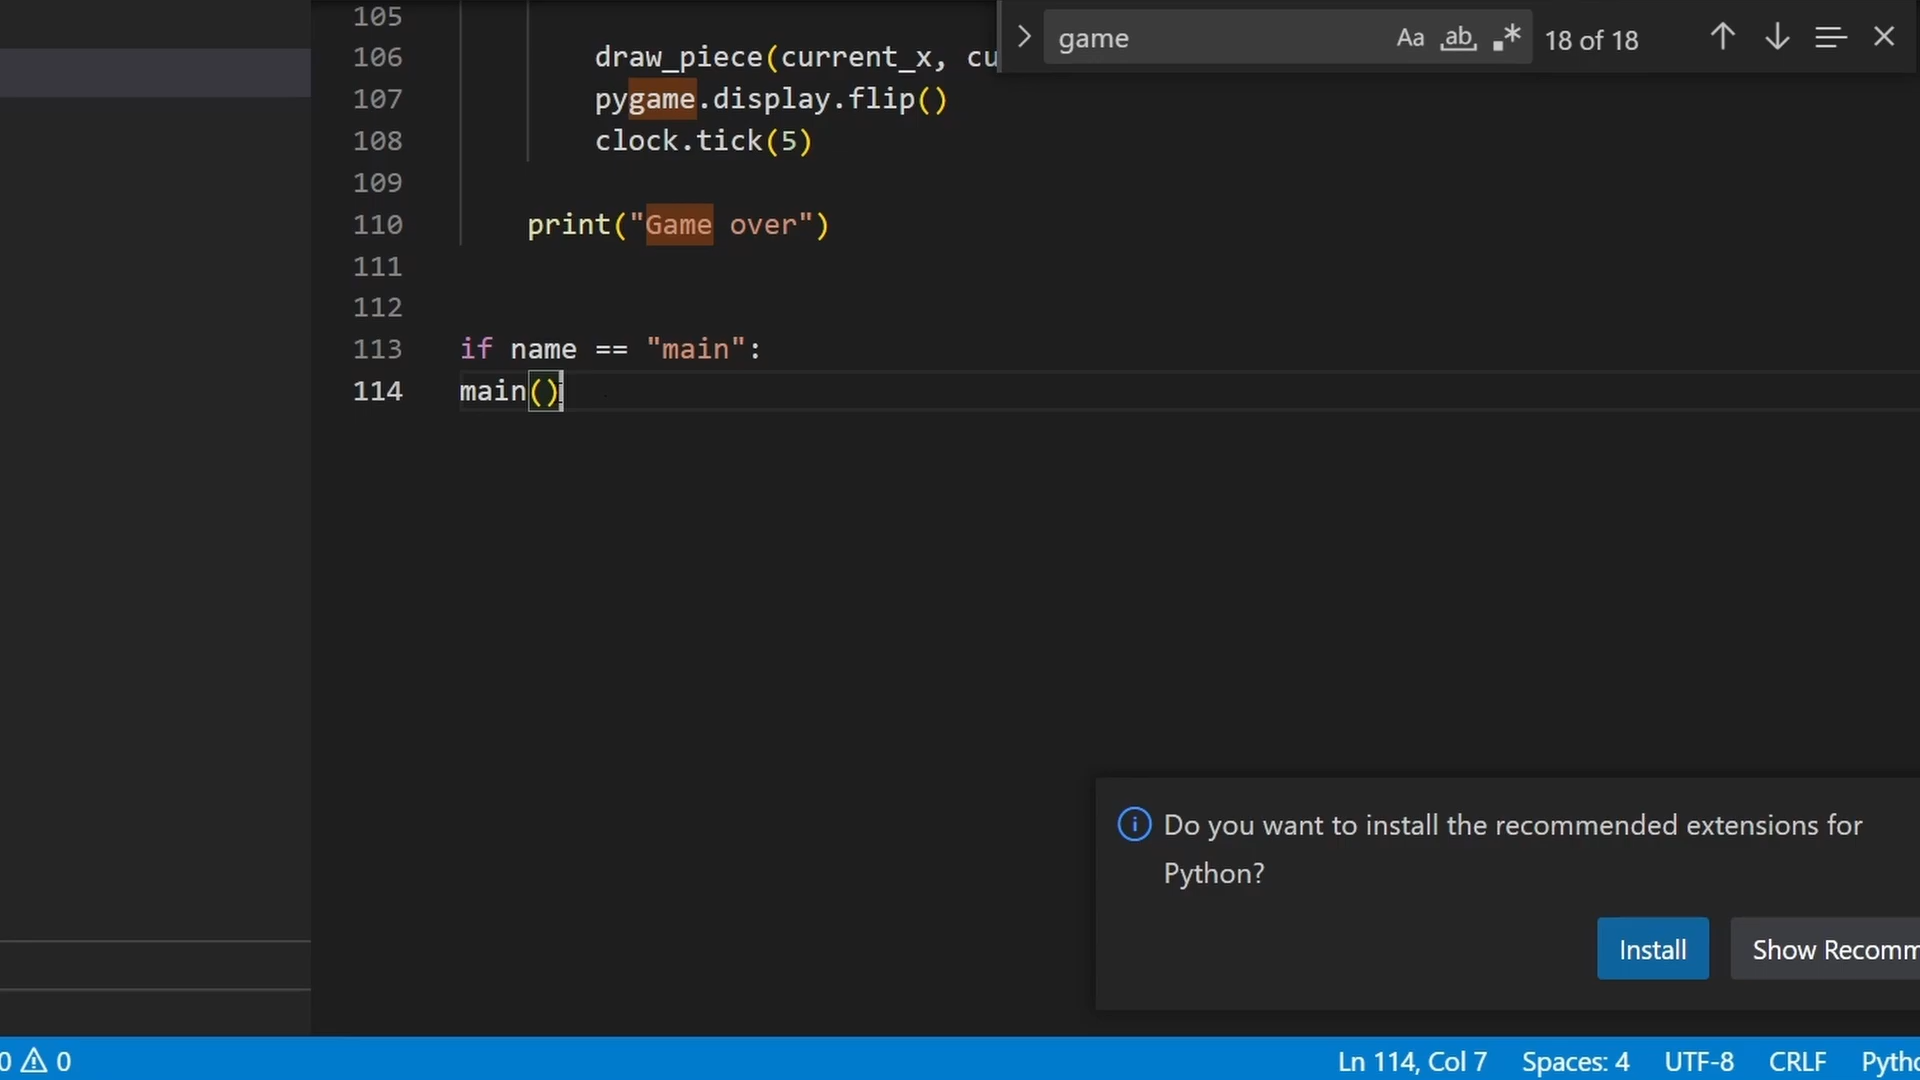 105
game Aa ab .* 18 of 18
106 draw_piece(current_x, cu
107 pygame.display.flip()
108 clock.tick(5)
109
110 print("Game over")
111
112
113 if name == "main":
114 main()
Do you want to install the recommended extensions for
Python?
Install Show Recomm
0 0 Ln 114, Col 7 Spaces: 4 UTF-8 CRLF Pytho